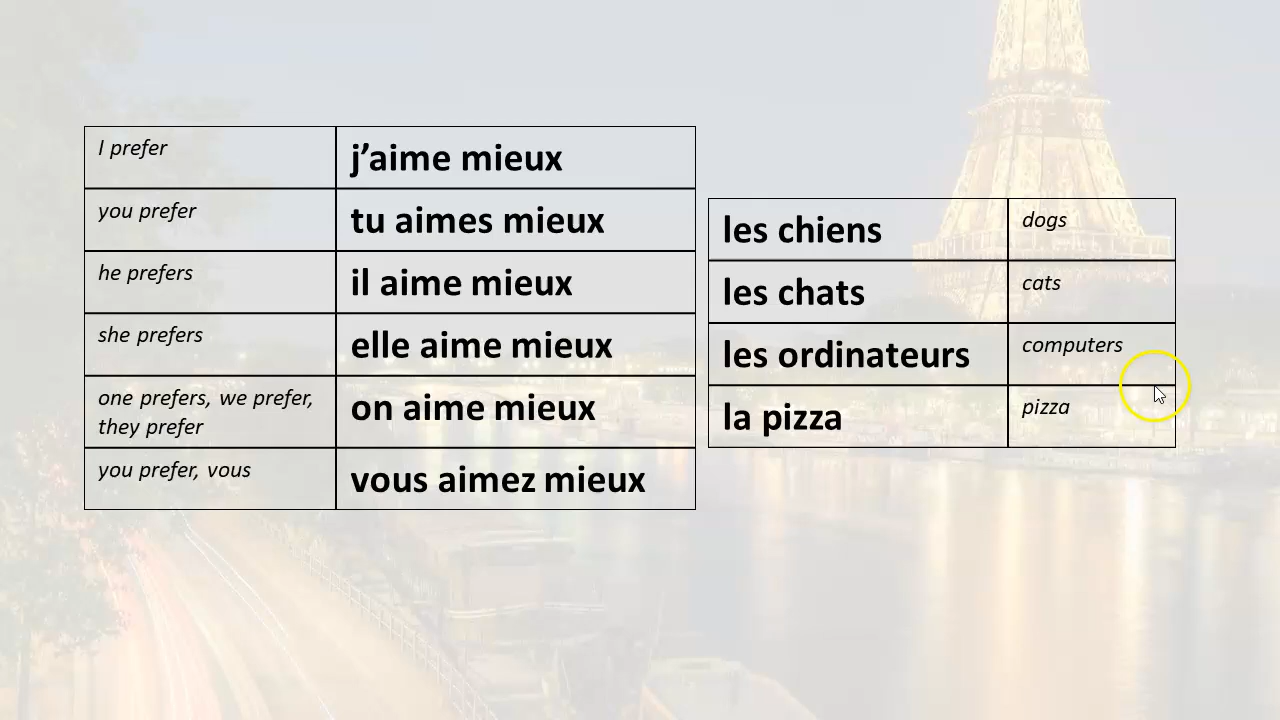 I prefer
j’aime mieux
you prefer
tu aimes mieux
he prefers
il aime mieux
she prefers
elle aime mieux
one prefers, we prefer,
they prefer
on aime mieux
you prefer, vous
vous aimez mieux
les chiens
dogs
les chats
cats
les ordinateurs
computers
la pizza
pizza